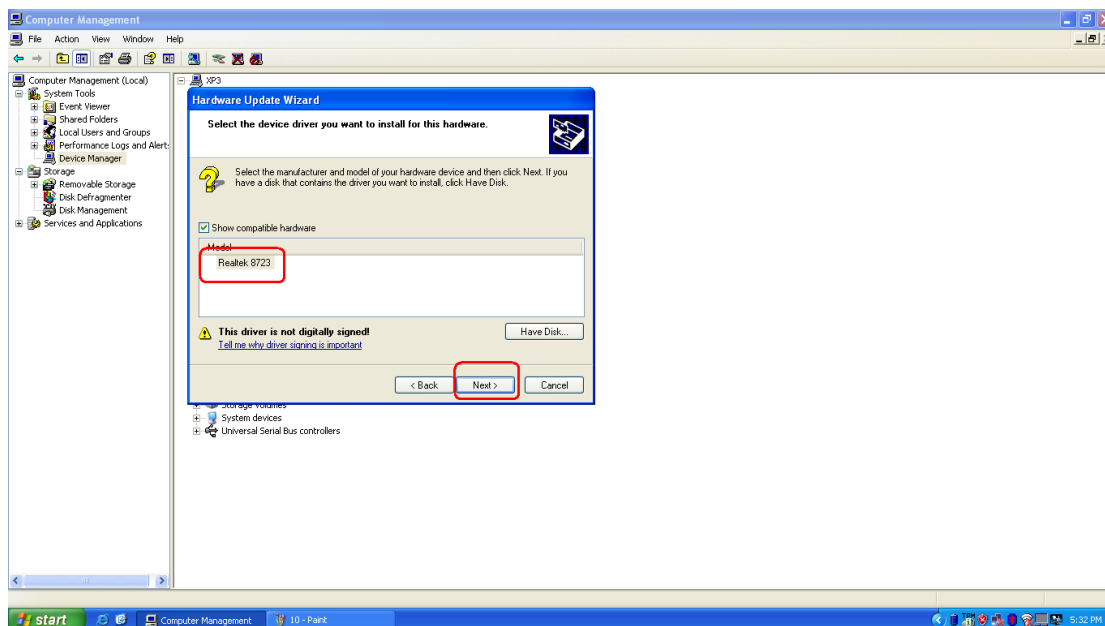 Computer Management
File Action View Window Help
Computer Management (Local)
System Tools
Event Viewer
Shared Folders
Local Users and Groups
Performance Logs and Alert:
Device Manager
Storage
Removable Storage
Disk Defragmenter
Disk Management
Services and Applications
XP3
Hardware Update Wizard
Select the device driver you want to install for this hardware.
Select the manufacturer and model of your hardware device and then click Next. If you
have a disk that contains the driver you want to install, click Have Disk.
Show compatible hardware
Model
Realtek 8723
This driver is not digitally signed!
Tell me why driver signing is important
Have Disk...
< Back Next > Cancel
Storage volumes
System devices
Universal Serial Bus controllers
start Computer Management 10 - Paint 5:32 PM